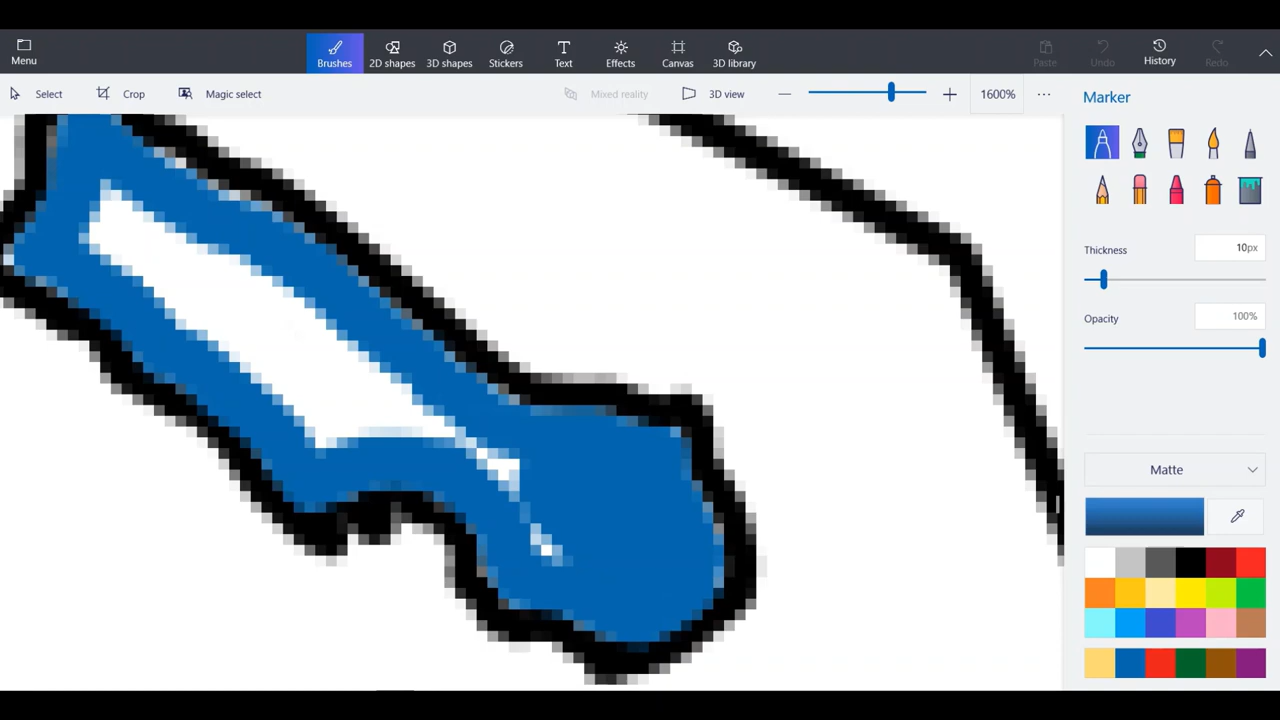 Menu
Brushes 2D shapes 3D shapes Stickers Text Effects Canvas 3D library Paste Undo History Redo
Select Crop Magic select Mixed reality 3D view 1600%
Marker
Thickness 10px
Opacity 100%
Matte